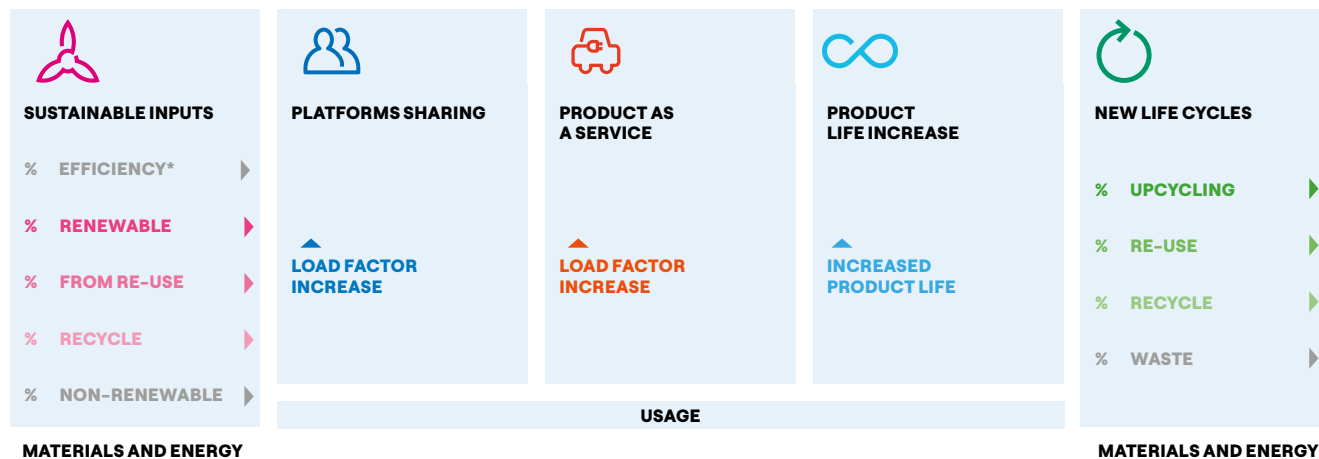 SUSTAINABLE INPUTS
% EFFICIENCY*
% RENEWABLE
% FROM RE-USE
% RECYCLE
% NON-RENEWABLE
MATERIALS AND ENERGY
PLATFORMS SHARING
LOAD FACTOR
INCREASE
PRODUCT AS
A SERVICE
LOAD FACTOR
INCREASE
PRODUCT
LIFE INCREASE
INCREASED
PRODUCT LIFE
USAGE
NEW LIFE CYCLES
% UPCYCLING
% RE-USE
% RECYCLE
% WASTE
MATERIALS AND ENERGY